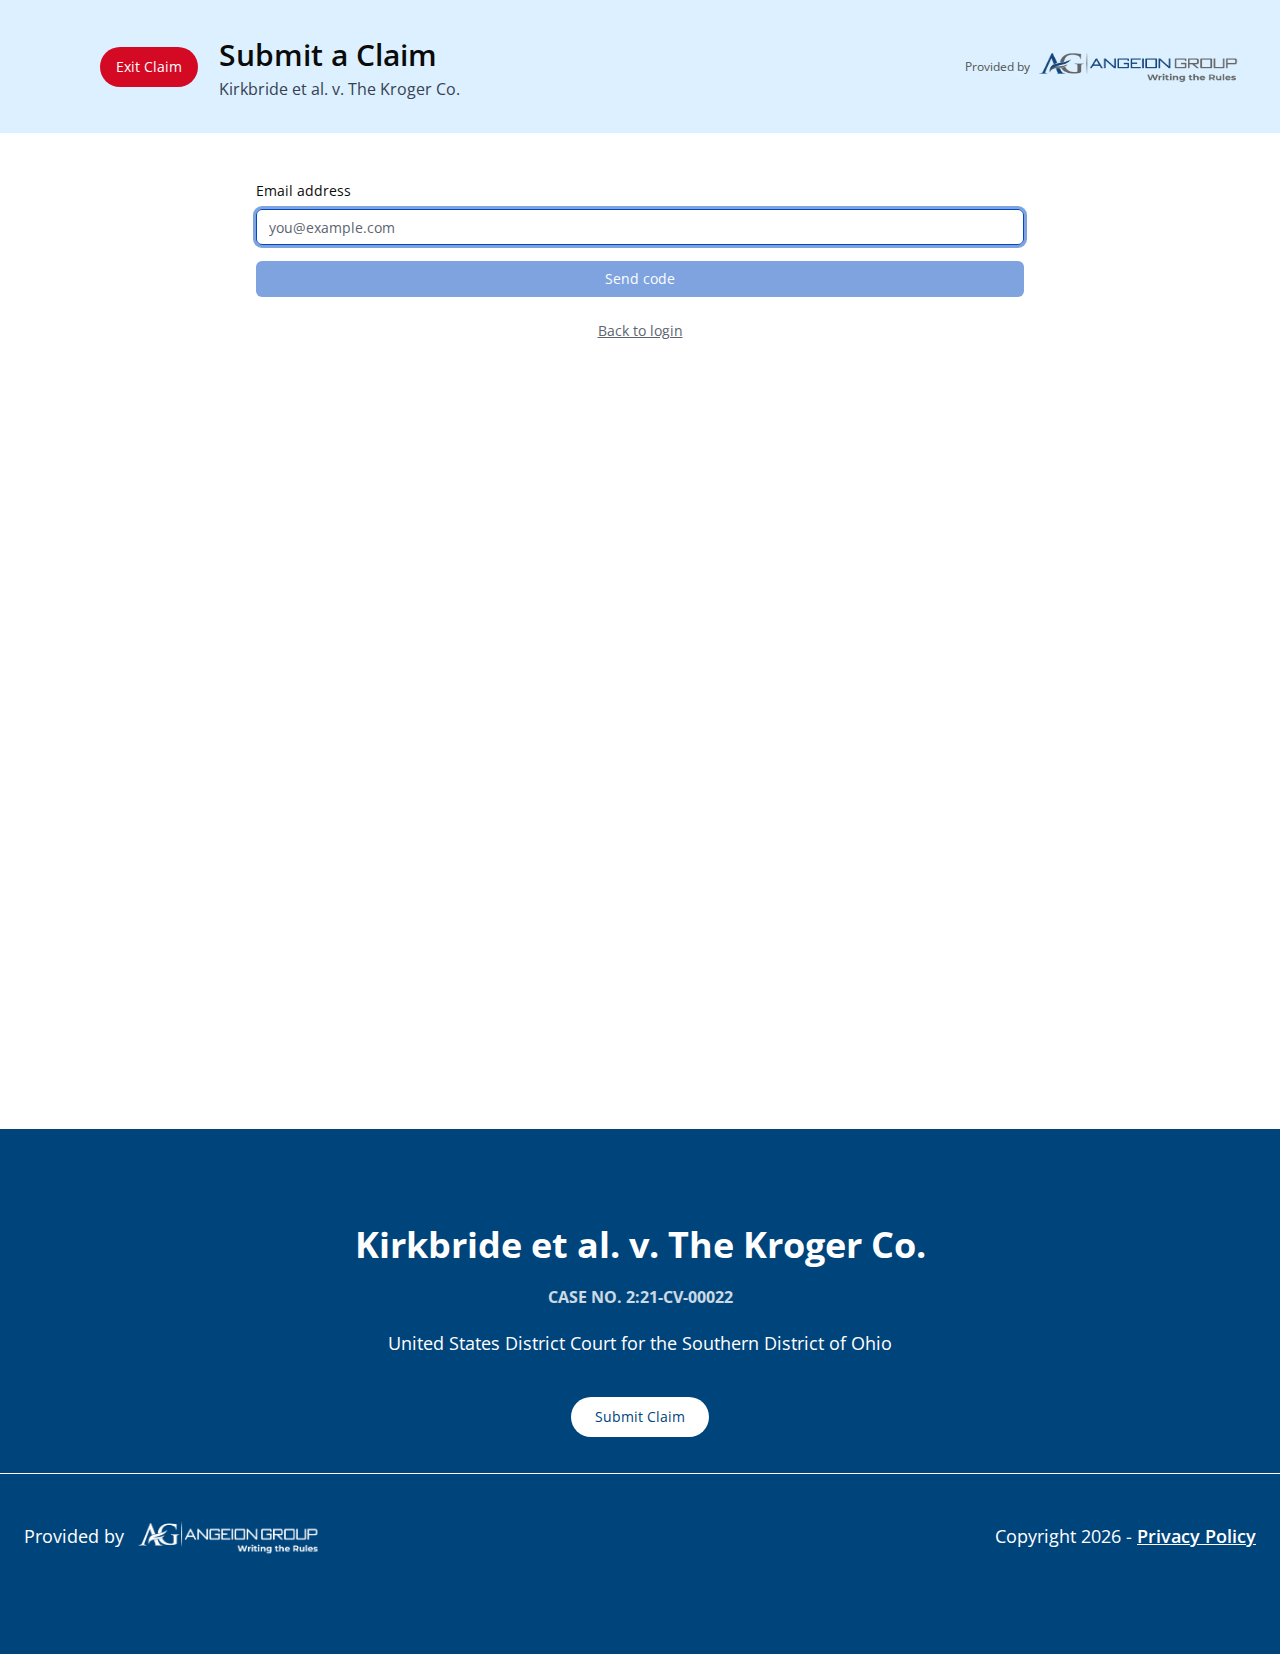 Exit Claim
Submit a Claim
Kirkbride et al. v. The Kroger Co.
Provided by
AG ANGEION GROUP
Writing the Rules
Email address
you@example.com
Send code
Back to login
Kirkbride et al. v. The Kroger Co.
CASE NO. 2:21-CV-00022
United States District Court for the Southern District of Ohio
Submit Claim
Provided by
AG ANGEION GROUP
Writing the Rules
Copyright 2026 - Privacy Policy